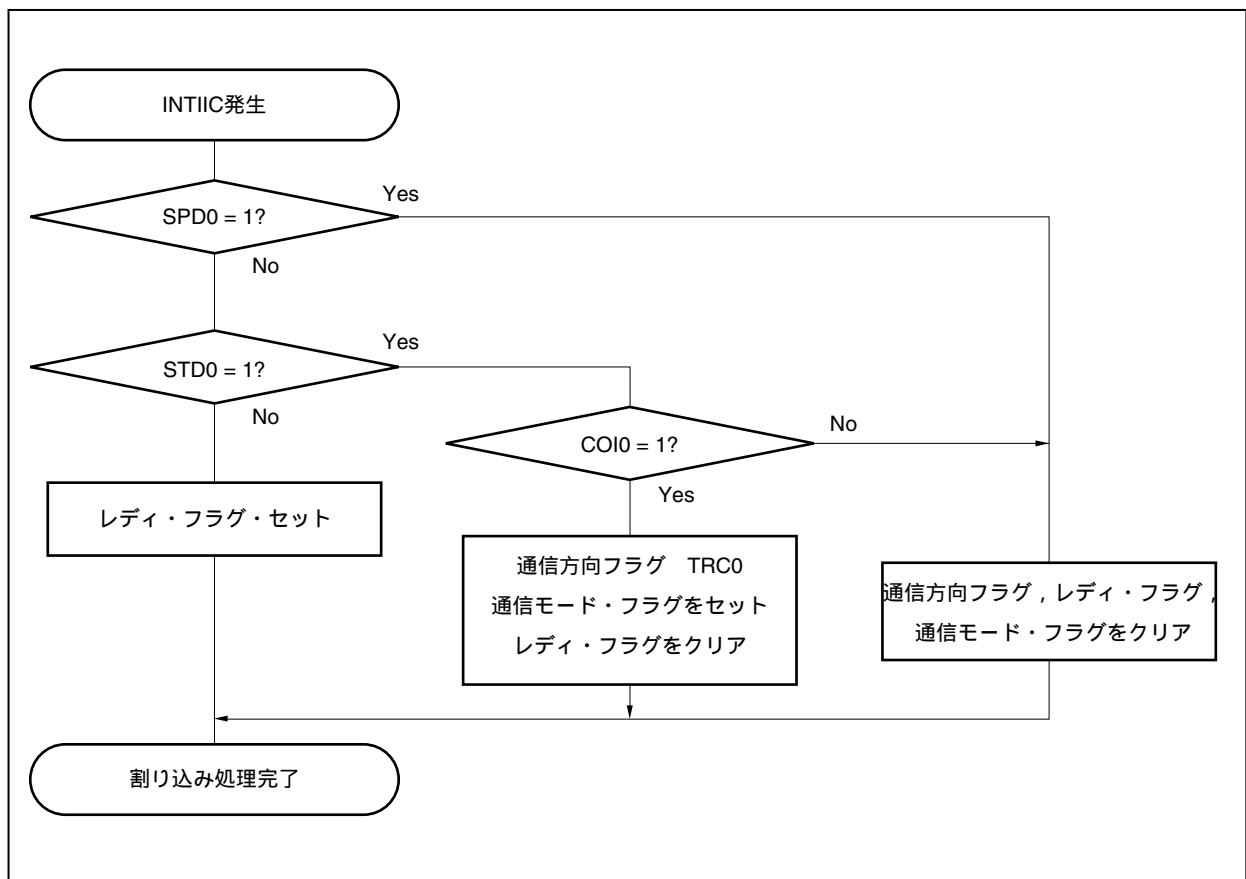 INTIIC発生
SPD0 = 1?
Yes
No
STD0 = 1?
Yes
No
COI0 = 1?
No
Yes
レディ・フラグ・セット
通信方向フラグ　TRC0
通信モード・フラグをセット
レディ・フラグをクリア
通信方向フラグ，レディ・フラグ，
通信モード・フラグをクリア
割り込み処理完了